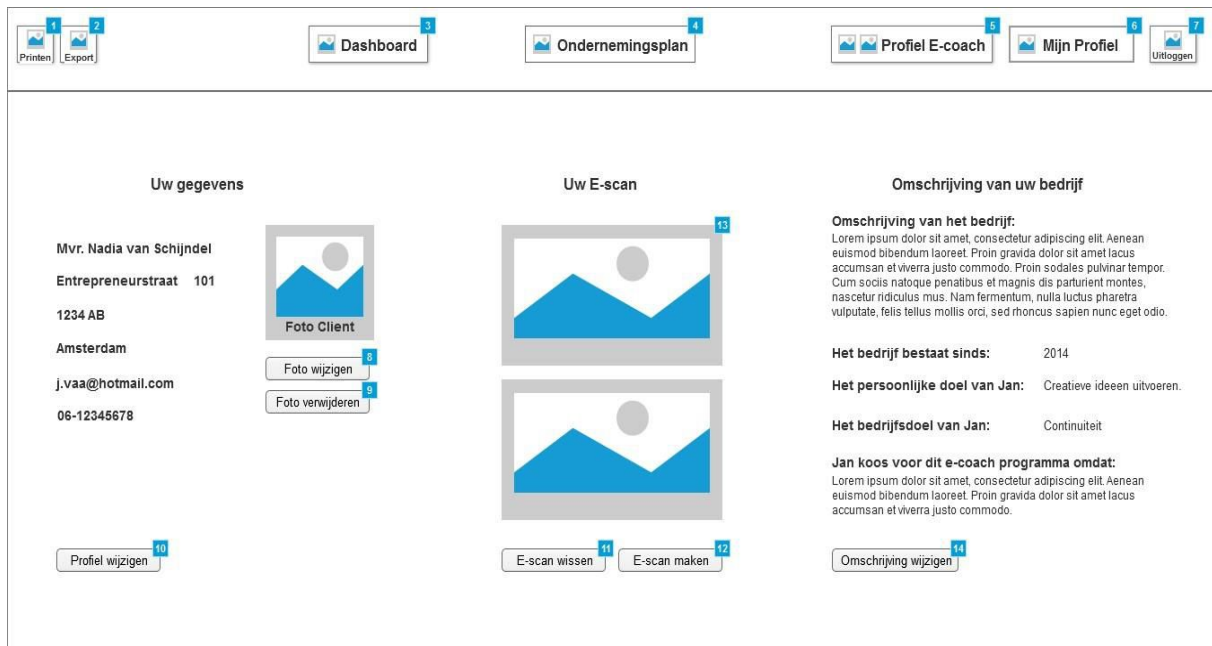 1
2
3
4
5
6
7
Printen
Export
Dashboard
Ondernemingsplan
Profiel E-coach
Mijn Profiel
Uitloggen
Uw gegevens
Mvr. Nadia van Schijndel
Entrepreneurstraat 101
1234 AB
Amsterdam
j.vaa@hotmail.com
06-12345678
Foto Client
8
Foto wijzigen
9
Foto verwijderen
10
Profiel wijzigen
Uw E-scan
13
11
E-scan wissen
12
E-scan maken
Omschrijving van uw bedrijf
Omschrijving van het bedrijf:
Lorem ipsum dolor sit amet, consectetur adipiscing elit. Aenean
euismod bibendum laoreet. Proin gravida dolor sit amet lacus
accumsan et viverra justo commodo. Proin sodales pulvinar tempor.
Cum sociis natoque penatibus et magnis dis parturient montes,
nascetur ridiculus mus. Nam fermentum, nulla luctus pharetra
vulputate, felis tellus mollis orci, sed rhoncus sapien nunc eget odio.
Het bedrijf bestaat sinds: 2014
Het persoonlijke doel van Jan: Creatieve ideeen uitvoeren.
Het bedrijfsdoel van Jan: Continuiteit
Jan koos voor dit e-coach programma omdat:
Lorem ipsum dolor sit amet, consectetur adipiscing elit. Aenean
euismod bibendum laoreet. Proin gravida dolor sit amet lacus
accumsan et viverra justo commodo.
14
Omschrijving wijzigen